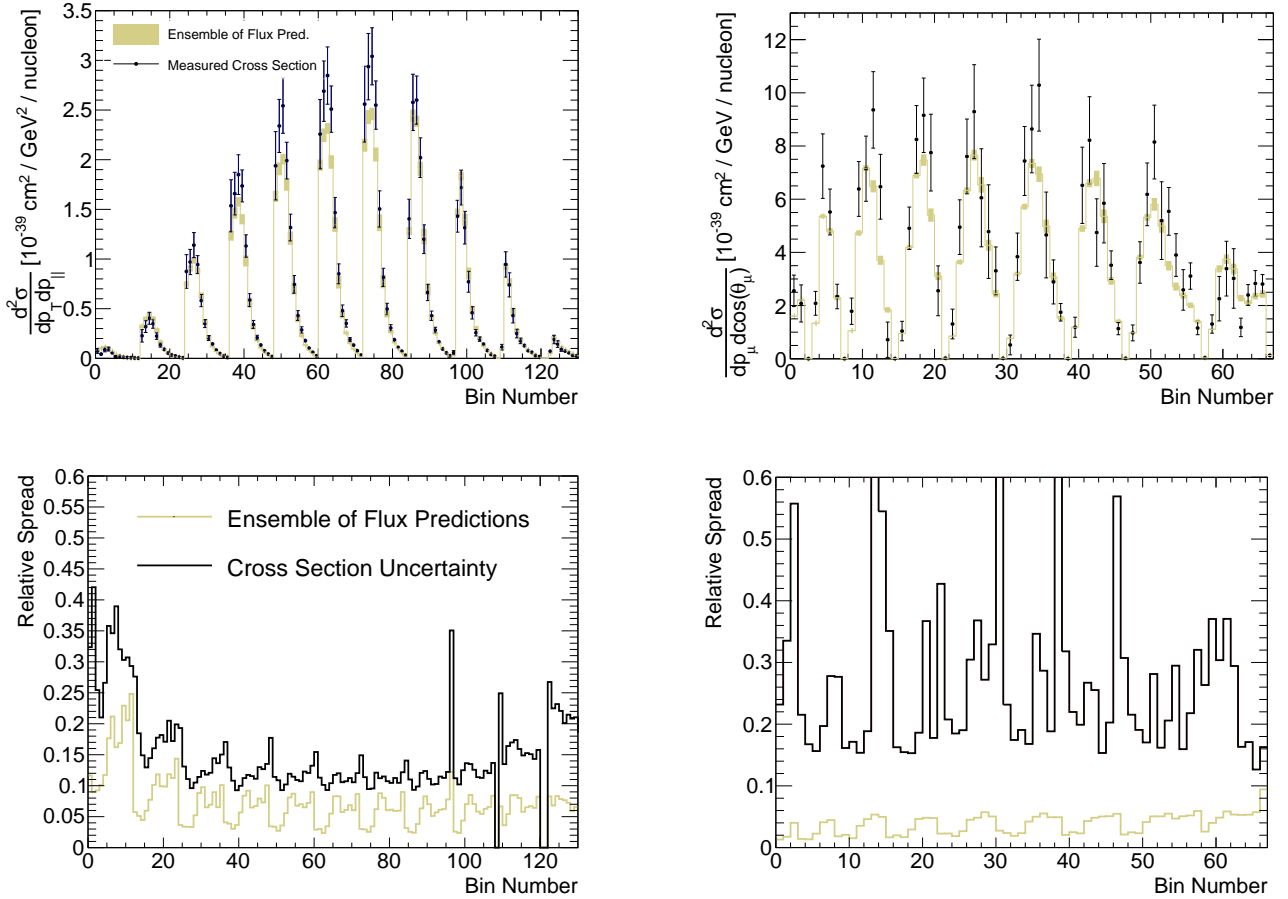 3.5
3
2.5
2
1.5
1
0.5
0
Ensemble of Flux Pred.
Measured Cross Section
d²σ
dp_T dp_||
[10⁻³⁹ cm² / GeV² / nucleon]
0 20 40 60 80 100 120
Bin Number
12
10
8
6
4
2
0
d²σ
dp_μ dcos(θ_μ)
[10⁻³⁹ cm² / GeV / nucleon]
0 10 20 30 40 50 60
Bin Number
Relative Spread
0.6
0.55
0.5
0.45
0.4
0.35
0.3
0.25
0.2
0.15
0.1
0.05
0
Ensemble of Flux Predictions
Cross Section Uncertainty
0 20 40 60 80 100 120
Bin Number
Relative Spread
0.6
0.5
0.4
0.3
0.2
0.1
0
0 10 20 30 40 50 60
Bin Number